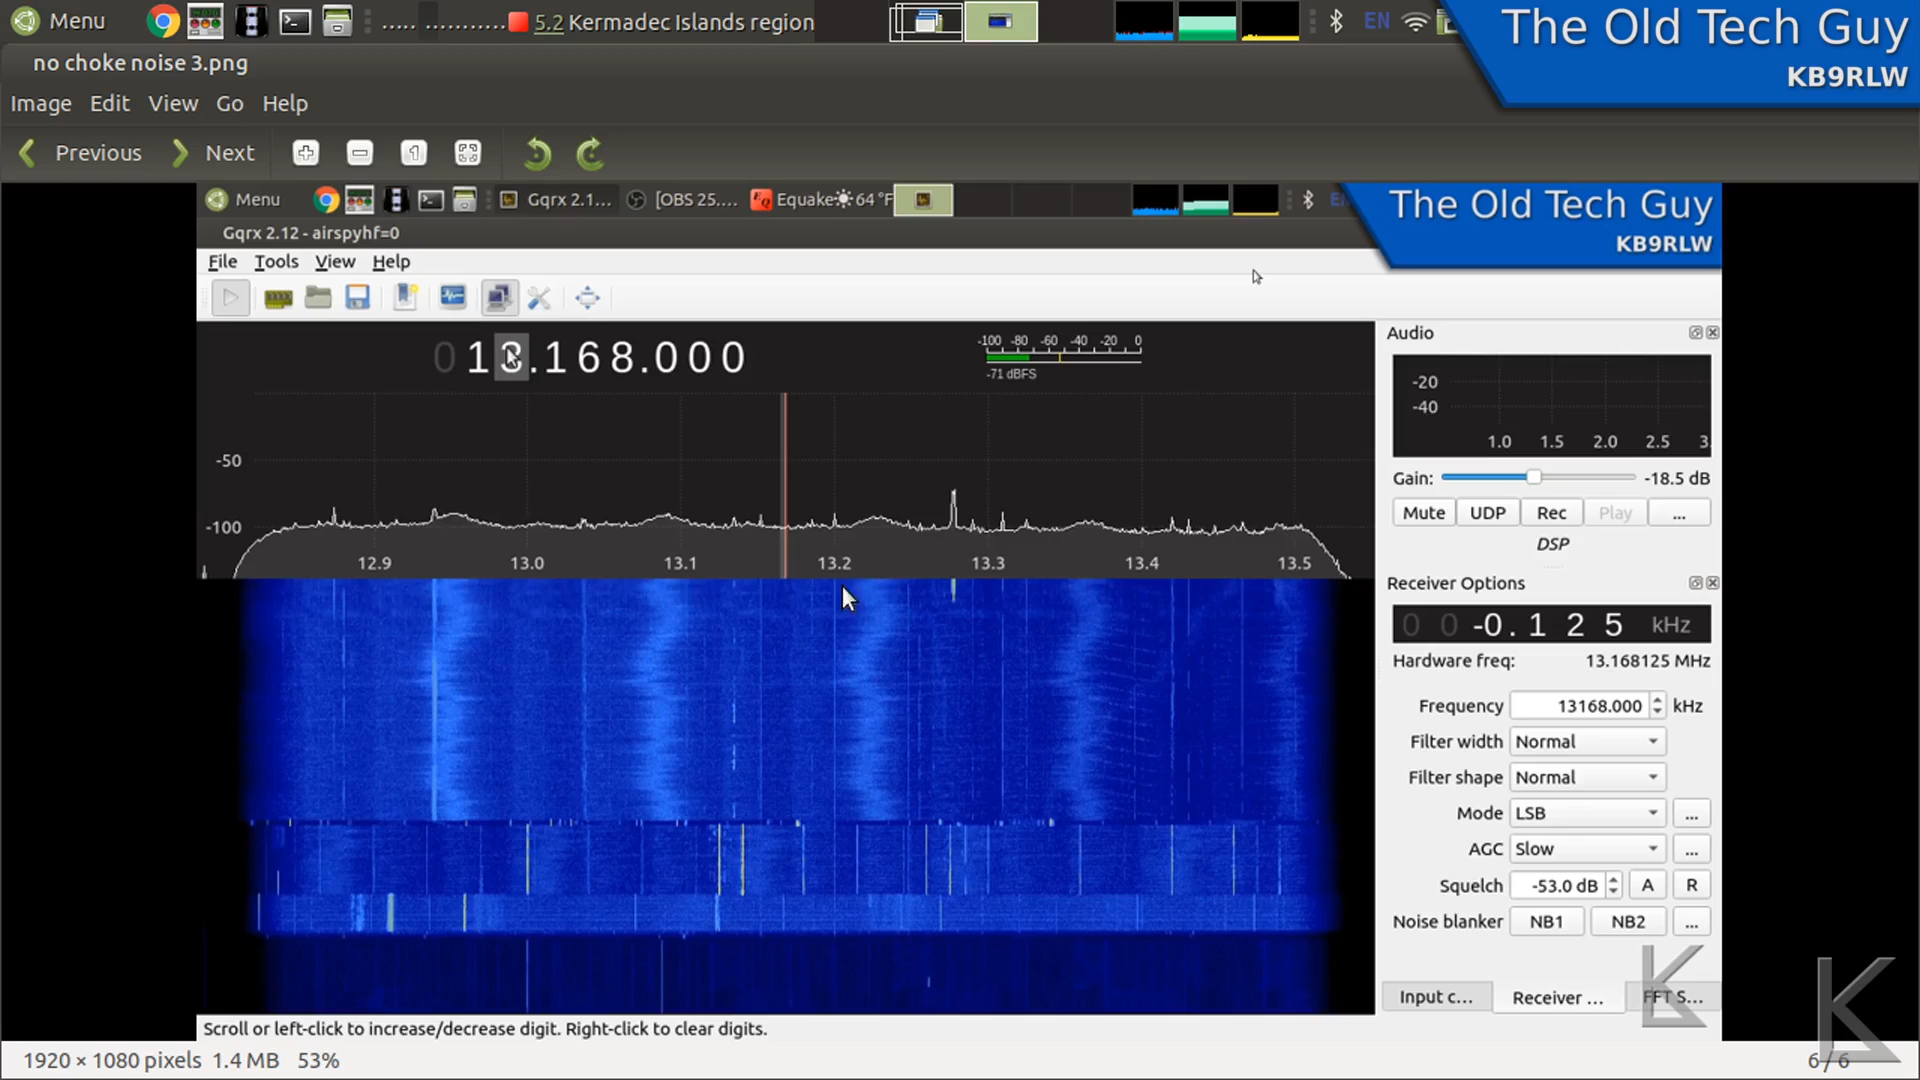 Menu
..... .......... 5.2 Kermadec Islands region
EN
The Old Tech Guy
KB9RLW
no choke noise 3.png
Image Edit View Go Help
Previous Next
Menu
Gqrx 2.1... [OBS 25.... Equake 64 °F
The Old Tech Guy
KB9RLW
Gqrx 2.12 - airspyhf=0
File Tools View Help
013.168.000
-100 -80 -60 -40 -20 0
-71 dBFS
-50
-100
12.9 13.0 13.1 13.2 13.3 13.4 13.5
Audio
-20
-40
1.0 1.5 2.0 2.5 3.
Gain: -18.5 dB
Mute UDP Rec Play ...
DSP
Receiver Options
00-0.125 kHz
Hardware freq: 13.168125 MHz
Frequency 13168.000 kHz
Filter width Normal
Filter shape Normal
Mode LSB ...
AGC Slow ...
Squelch -53.0 dB A R
Noise blanker NB1 NB2 ...
Input c... Receiver ... FFT S...
Scroll or left-click to increase/decrease digit. Right-click to clear digits.
1920 × 1080 pixels 1.4 MB 53%
6 / 6